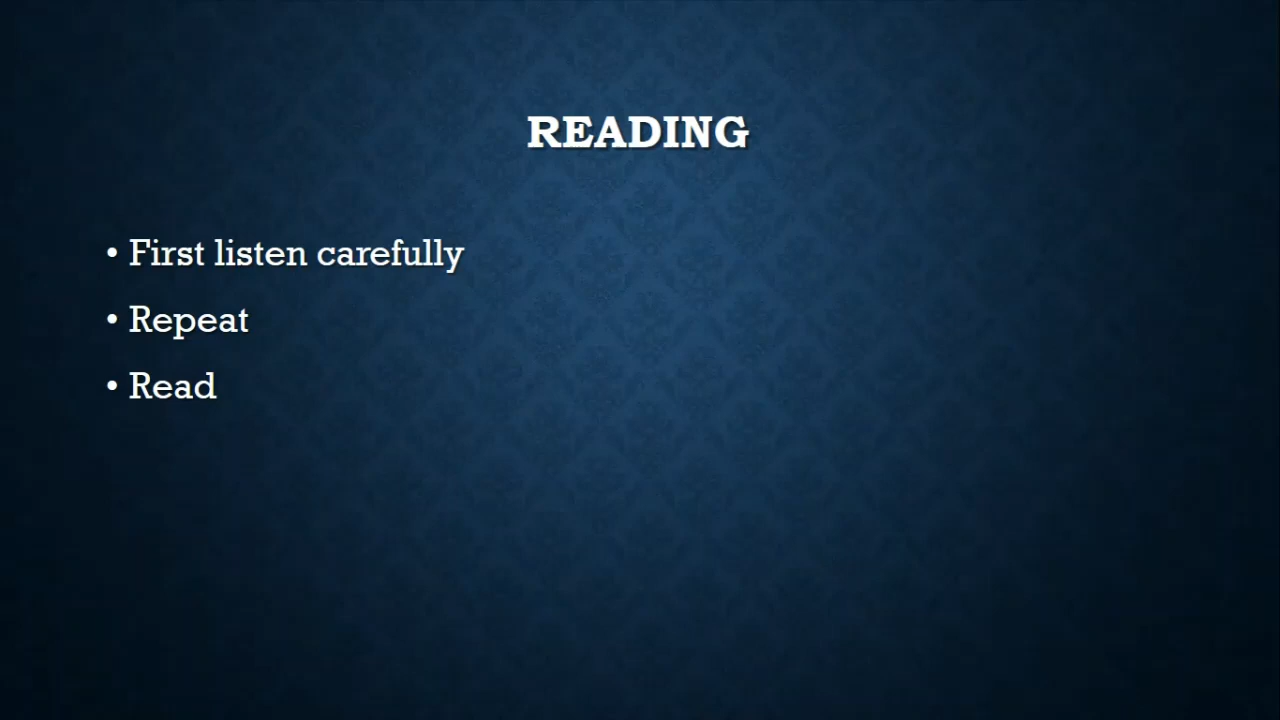 READING
• First listen carefully
• Repeat
• Read